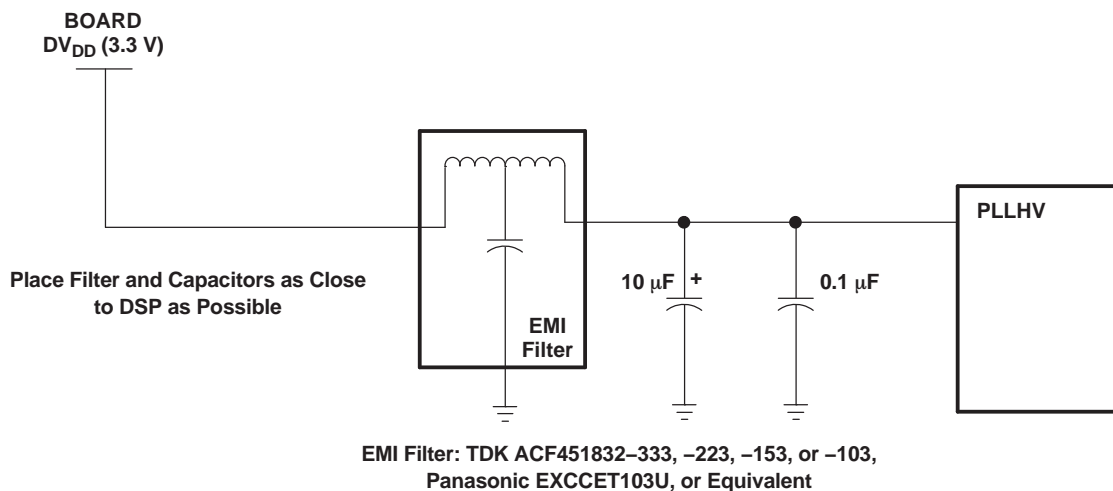 BOARD
DVDD (3.3 V)
PLLHV
Place Filter and Capacitors as Close
to DSP as Possible
10 μF +
0.1 μF
EMI
Filter
EMI Filter: TDK ACF451832–333, –223, –153, or –103,
Panasonic EXCCET103U, or Equivalent